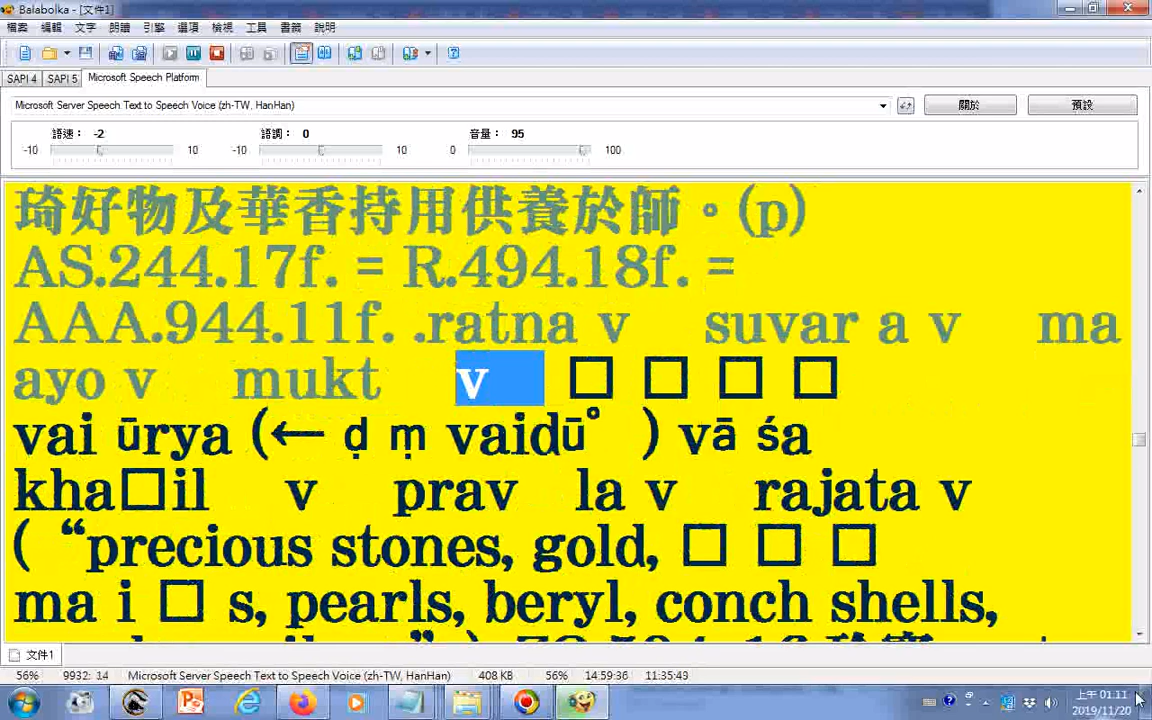 Balabolka - [文件1]
檔案 編輯 文字 朗讀 引擎 選項 檢視 工具 書籤 說明
SAPI 4 SAPI 5 Microsoft Speech Platform
Microsoft Server Speech Text to Speech Voice (zh-TW, HanHan) 關於 預設
語速： -2 語調： 0 音量： 95
-10 10 -10 10 0 100
琦好物及華香持用供養於師。(p)
AS.244.17f. = R.494.18f. =
AAA.944.11f. .ratna v suvar a v ma
ayo v mukt v □ □ □ □
vai ūrya (← ḍ ṃ vaidū° ) vā śa
kha□il v prav la v rajata v
( “precious stones, gold, □ □ □
ma i □ s, pearls, beryl, conch shells,
文件1
56% 9932: 14 Microsoft Server Speech Text to Speech Voice (zh-TW, HanHan) 408 KB 56% 14:59:36 11:35:49
上午 01:11
2019/11/20